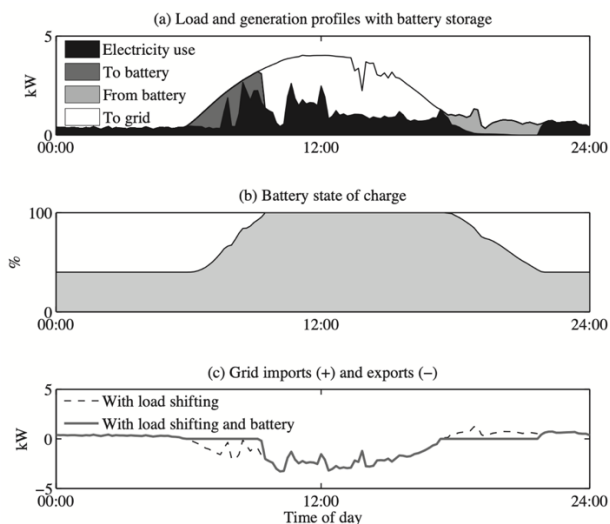 (a) Load and generation profiles with battery storage
5
kW
0
Electricity use
To battery
From battery
To grid
00:00 12:00 24:00
(b) Battery state of charge
100
%
0
00:00 12:00 24:00
(c) Grid imports (+) and exports (−)
5
kW
0
−5
With load shifting
With load shifting and battery
00:00 12:00 24:00
Time of day